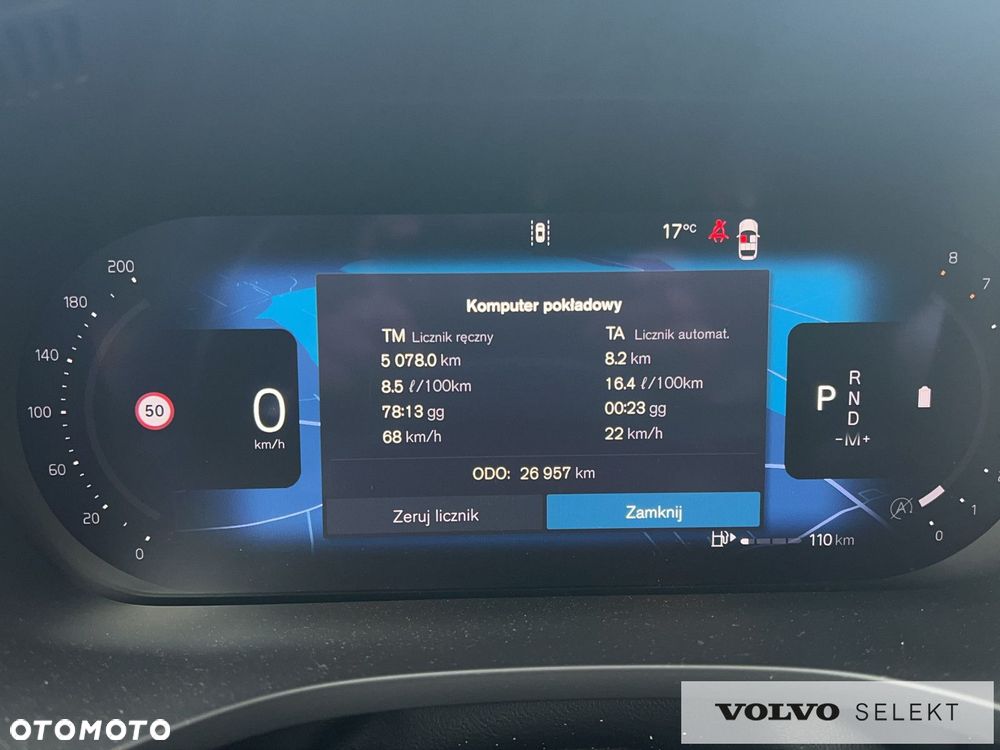 17°C
200
180
140
100
60
20
0
50
0
km/h
Komputer pokładowy
TM Licznik ręczny
5 078.0 km
8.5 ℓ/100km
78:13 gg
68 km/h
TA Licznik automat.
8.2 km
16.4 ℓ/100km
00:23 gg
22 km/h
ODO: 26 957 km
Zeruj licznik
Zamknij
P
R
N
D
-M+
8
7
1
0
A
110 km
OTOMOTO
VOLVO SELEKT